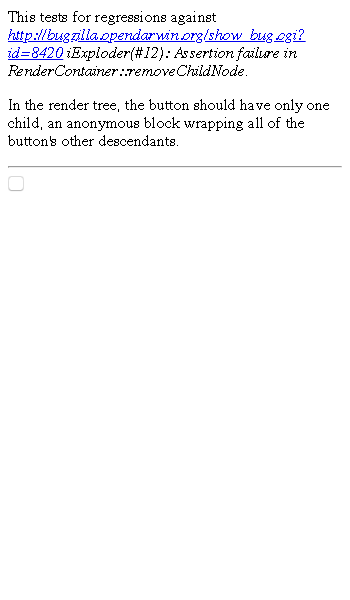 This tests for regressions against
http://bugzilla.opendarwin.org/show_bug.cgi?
id=8420 iExploder(#12): Assertion failure in
RenderContainer::removeChildNode.
In the render tree, the button should have only one
child, an anonymous block wrapping all of the
button's other descendants.